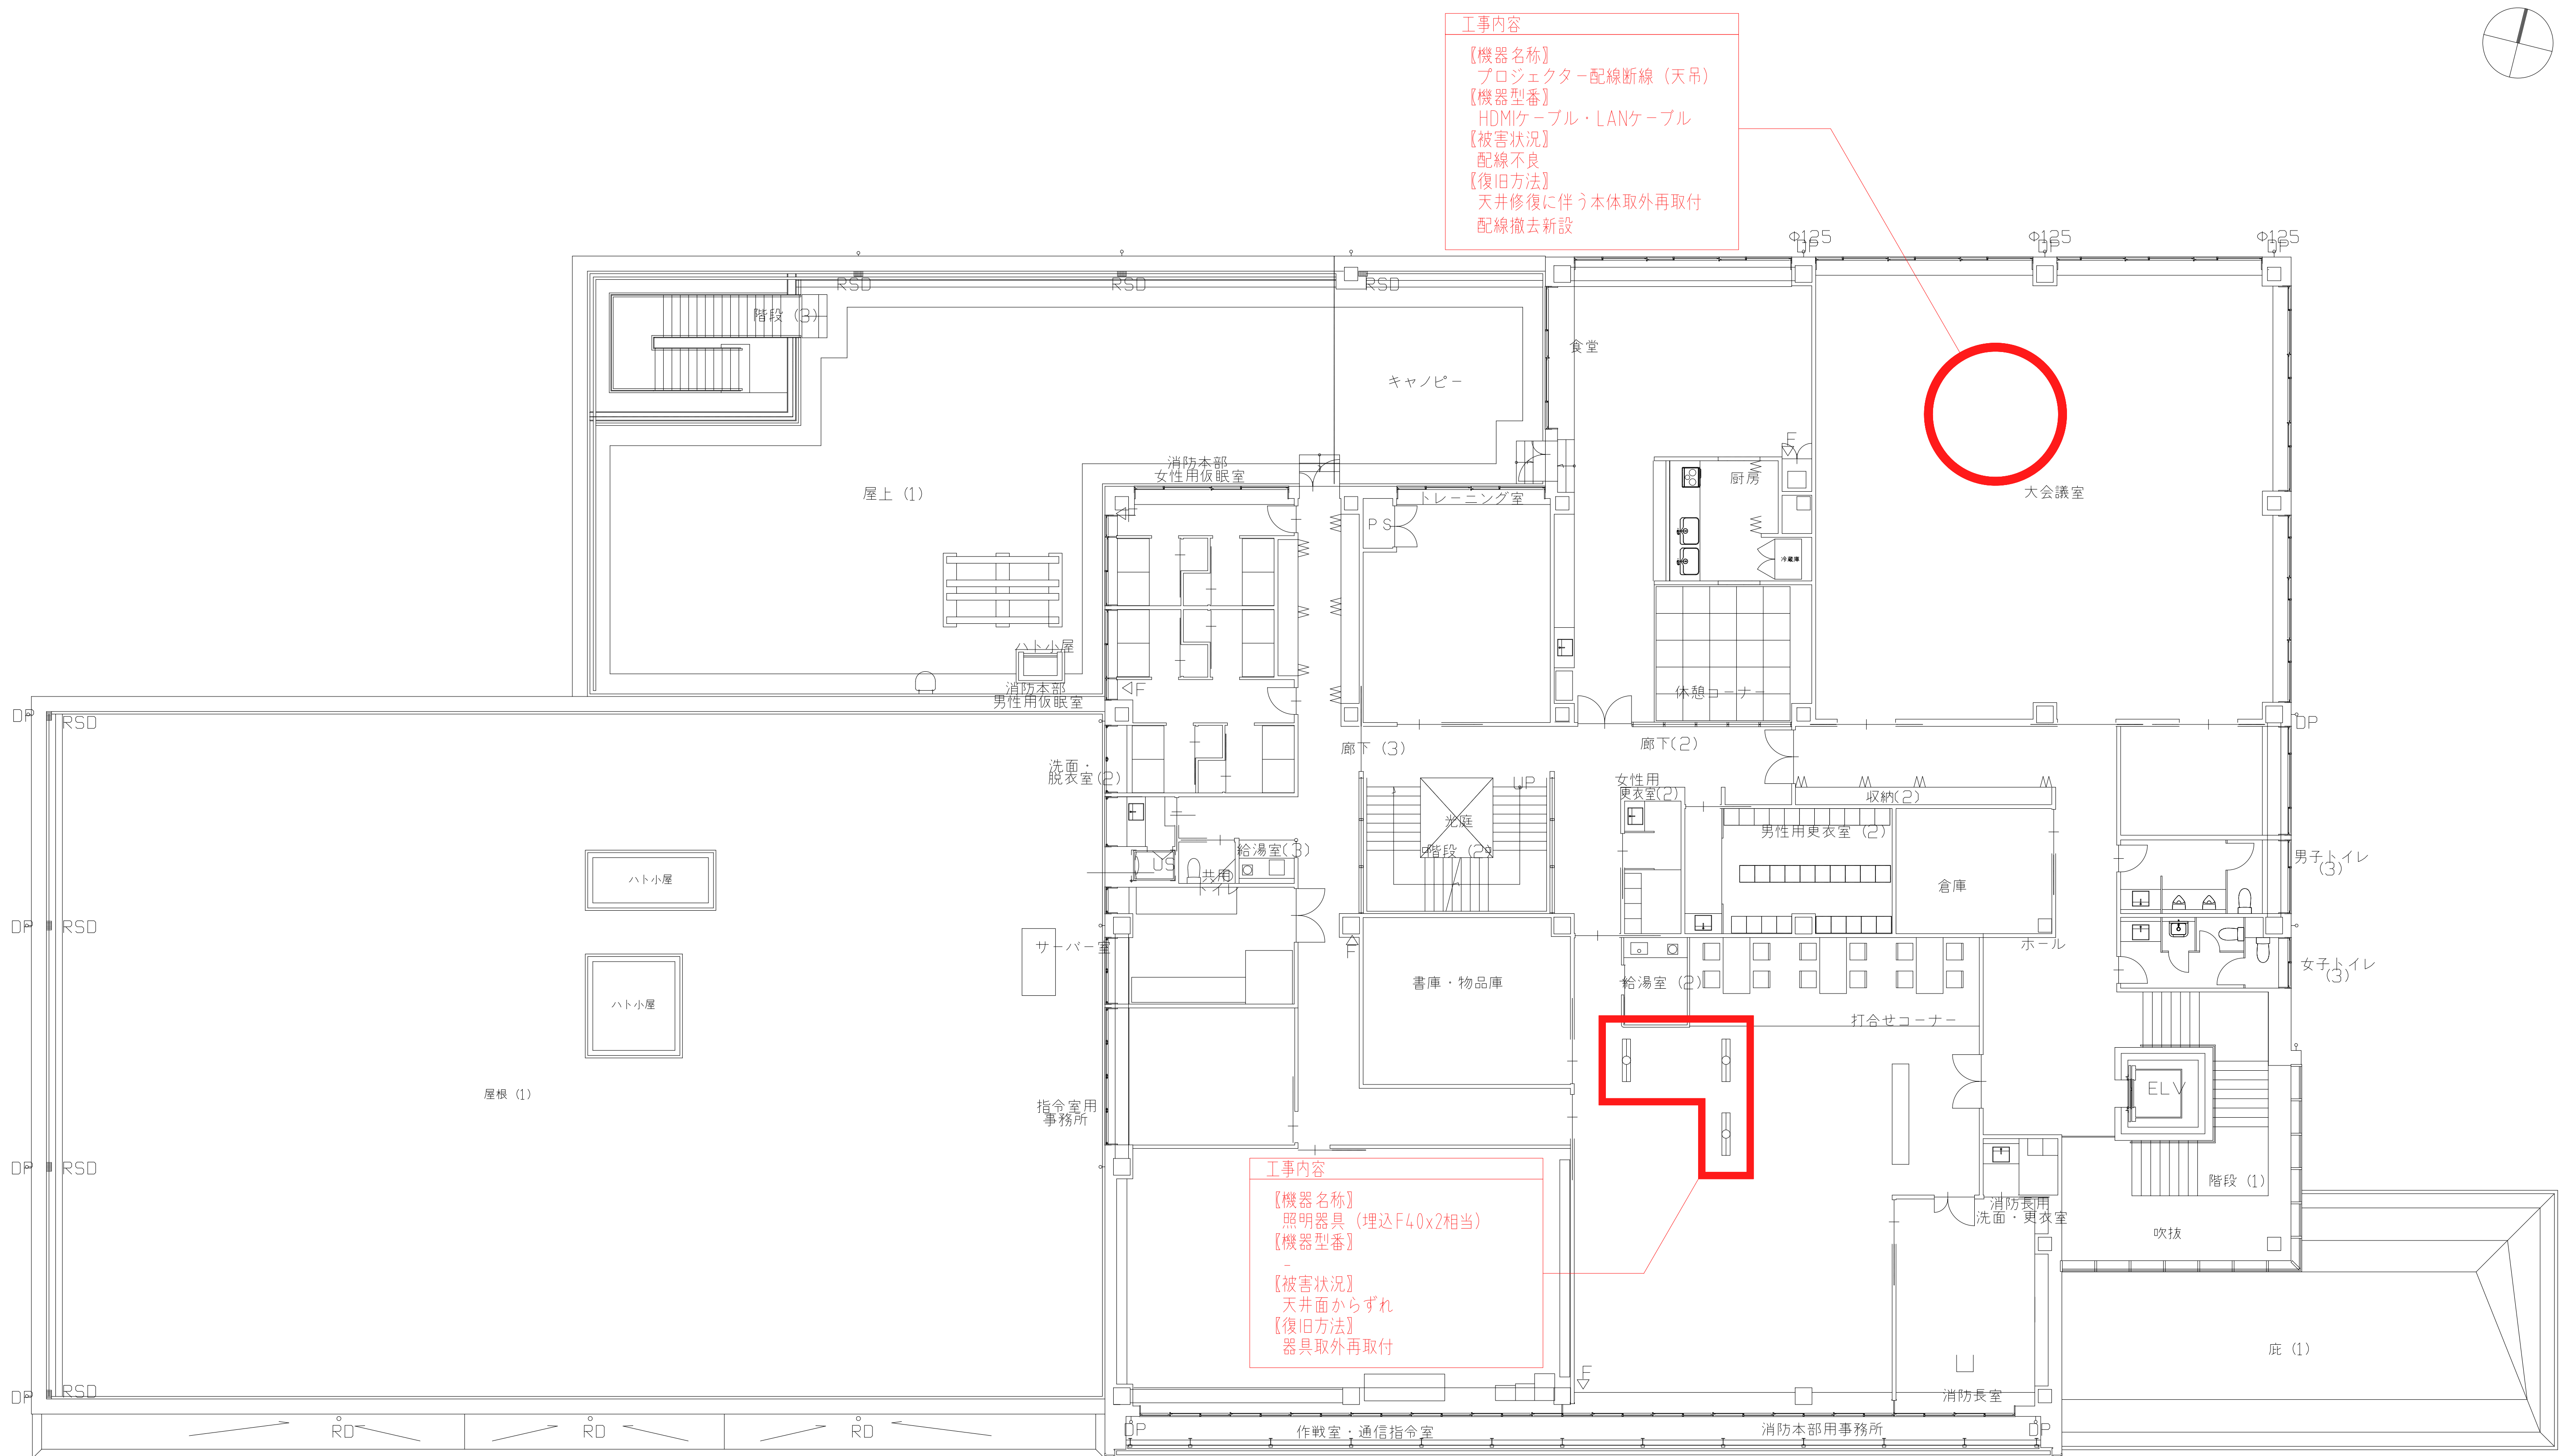 工事内容
〖機器名称〗
プロジェクター配線断線（天吊）
〖機器型番〗
HDMIケーブル・LANケーブル
〖被害状況〗
配線不良
〖復旧方法〗
天井修復に伴う本体取外再取付
配線撤去新設
Φ125
DP
Φ125
DP
Φ125
DP
RSD
RSD
RSD
階段（3）
食堂
キャノピー
F
消防本部
女性用仮眠室
厨房
屋上（1）
トレーニング室
大会議室
F
PS
冷蔵庫
ハト小屋
消防本部
男性用仮眠室
F
休憩コーナー
DP
RSD
DP
廊下（3）
廊下(2)
洗面・
脱衣室(2)
女性用
更衣室(2)
UP
収納(2)
光庭
男性用更衣室（2）
給湯室(3)
階段（2）
US
共用
トイレ
男子トイレ
(3)
ハト小屋
倉庫
DP
RSD
サーバー室
F
ホール
女子トイレ
(3)
書庫・物品庫
給湯室（2）
ハト小屋
打合せコーナー
屋根（1）
ELV
指令室用
事務所
DP
RSD
工事内容
〖機器名称〗
照明器具（埋込F40x2相当）
〖機器型番〗
-
〖被害状況〗
天井面からずれ
〖復旧方法〗
器具取外再取付
階段（1）
消防長用
洗面・更衣室
吹抜
庇（1）
F
DP
RSD
消防長室
RD
RD
RD
DP
作戦室・通信指令室
消防本部用事務所
DP